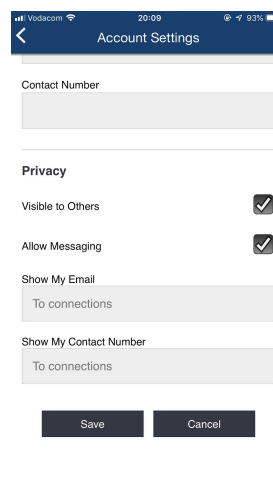 Vodacom 20:09 93%
Account Settings
Contact Number
Privacy
Visible to Others
Allow Messaging
Show My Email
To connections
Show My Contact Number
To connections
Save Cancel